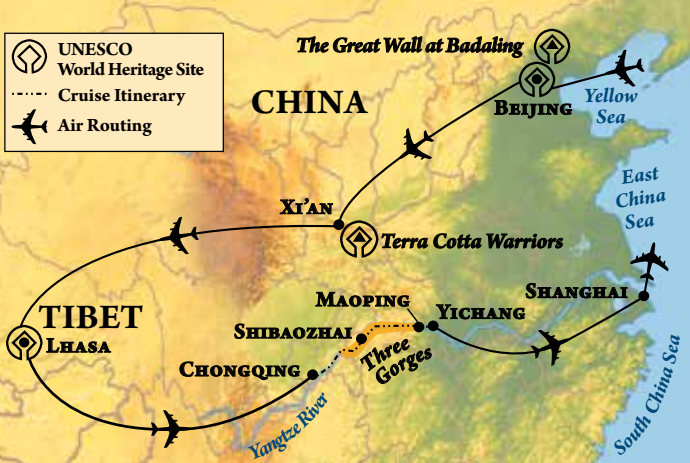 UNESCO
World Heritage Site
Cruise Itinerary
Air Routing
The Great Wall at Badaling
CHINA
BEIJING
Yellow
Sea
East
China
Sea
XI'AN
Terra Cotta Warriors
TIBET
LHASA
MAOPING
YICHANG
SHANGHAI
SHIBAOZHAI
Three
Gorges
CHONGQING
Yangtze River
South China Sea